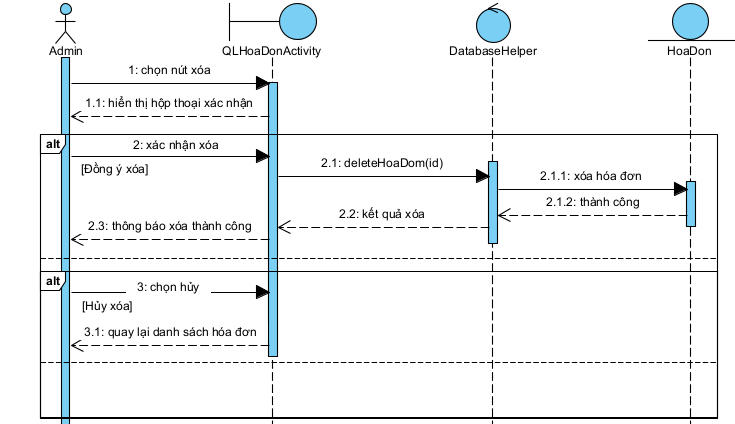 Admin
QLHoaDonActivity
DatabaseHelper
HoaDon
1: chọn nút xóa
1.1: hiển thị hộp thoại xác nhận
alt
2: xác nhận xóa
[Đồng ý xóa]
2.1: deleteHoaDom(id)
2.1.1: xóa hóa đơn
2.1.2: thành công
2.2: kết quả xóa
2.3: thông báo xóa thành công
alt
3: chọn hủy
[Hủy xóa]
3.1: quay lại danh sách hóa đơn